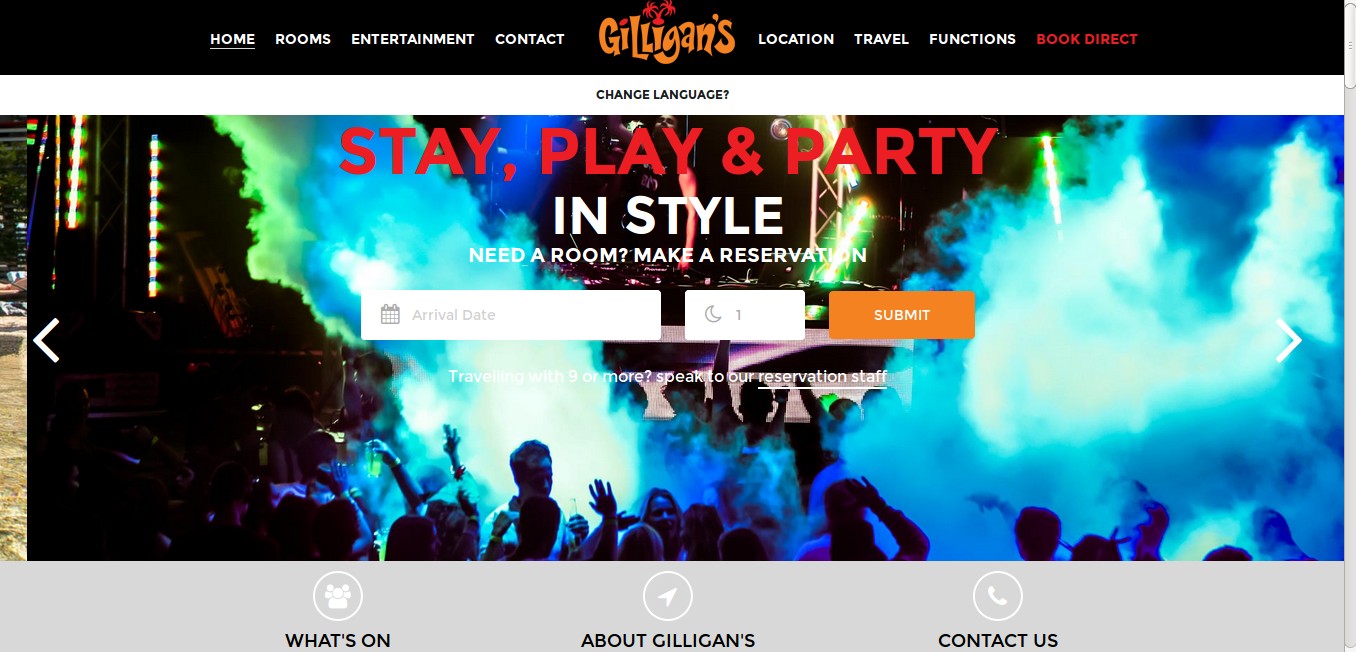 HOME ROOMS ENTERTAINMENT CONTACT GiLLigan's LOCATION TRAVEL FUNCTIONS BOOK DIRECT
CHANGE LANGUAGE?
STAY, PLAY & PARTY
IN STYLE
NEED A ROOM? MAKE A RESERVATION
Arrival Date 1 SUBMIT
Travelling with 9 or more? speak to our reservation staff
WHAT'S ON ABOUT GILLIGAN'S CONTACT US